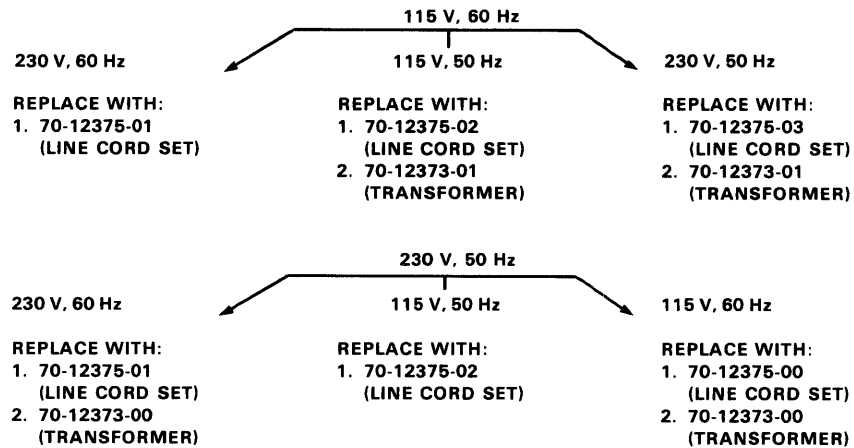 115 V, 60 Hz
230 V, 60 Hz
REPLACE WITH:
1. 70-12375-01
(LINE CORD SET)
115 V, 50 Hz
REPLACE WITH:
1. 70-12375-02
(LINE CORD SET)
2. 70-12373-01
(TRANSFORMER)
230 V, 50 Hz
REPLACE WITH:
1. 70-12375-03
(LINE CORD SET)
2. 70-12373-01
(TRANSFORMER)
230 V, 50 Hz
230 V, 60 Hz
REPLACE WITH:
1. 70-12375-01
(LINE CORD SET)
2. 70-12373-00
(TRANSFORMER)
115 V, 50 Hz
REPLACE WITH:
1. 70-12375-02
(LINE CORD SET)
115 V, 60 Hz
REPLACE WITH:
1. 70-12375-00
(LINE CORD SET)
2. 70-12373-00
(TRANSFORMER)